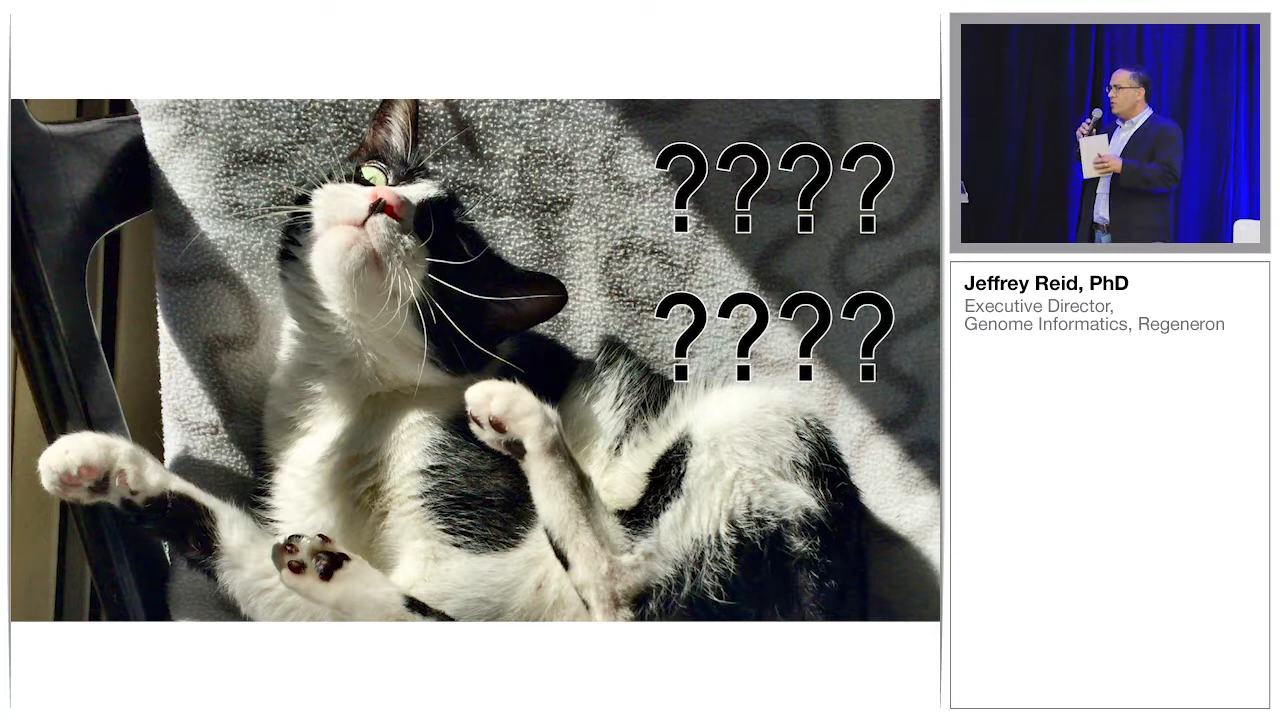 ????
????
Jeffrey Reid, PhD
Executive Director,
Genome Informatics, Regeneron